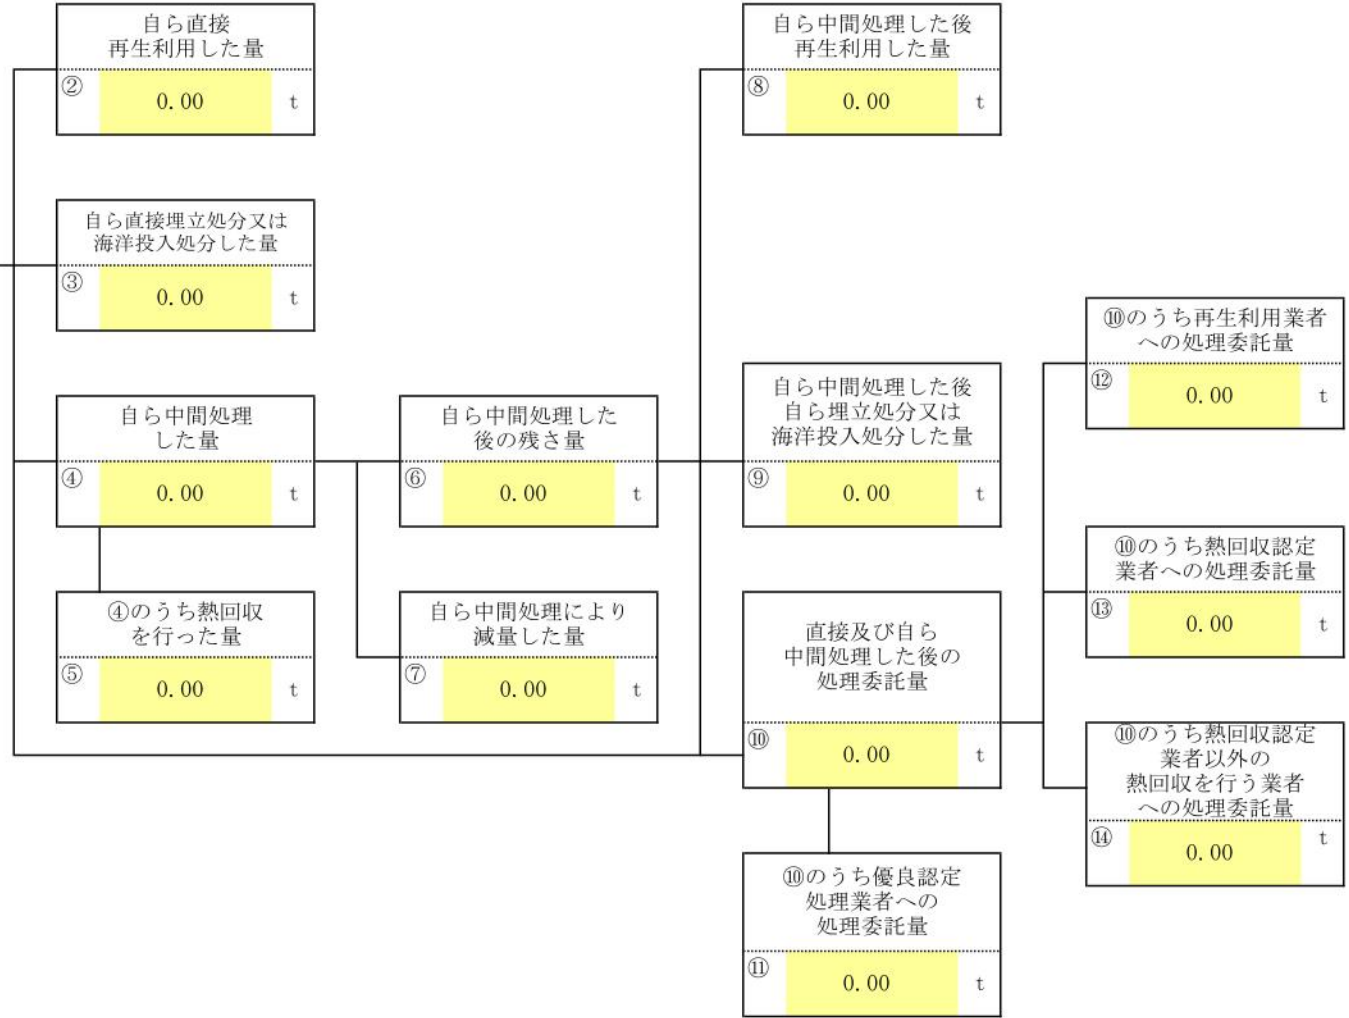 自ら直接
再生利用した量
② 0.00 t
自ら直接埋立処分又は
海洋投入処分した量
③ 0.00 t
自ら中間処理
した量
④ 0.00 t
④のうち熱回収
を行った量
⑤ 0.00 t
自ら中間処理した
後の残さ量
⑥ 0.00 t
自ら中間処理により
減量した量
⑦ 0.00 t
自ら中間処理した後
再生利用した量
⑧ 0.00 t
自ら中間処理した後
自ら埋立処分又は
海洋投入処分した量
⑨ 0.00 t
直接及び自ら
中間処理した後の
処理委託量
⑩ 0.00 t
⑩のうち優良認定
処理業者への
処理委託量
⑪ 0.00 t
⑩のうち再生利用業者
への処理委託量
⑫ 0.00 t
⑩のうち熱回収認定
業者への処理委託量
⑬ 0.00 t
⑩のうち熱回収認定
業者以外の
熱回収を行う業者
への処理委託量
⑭ 0.00 t